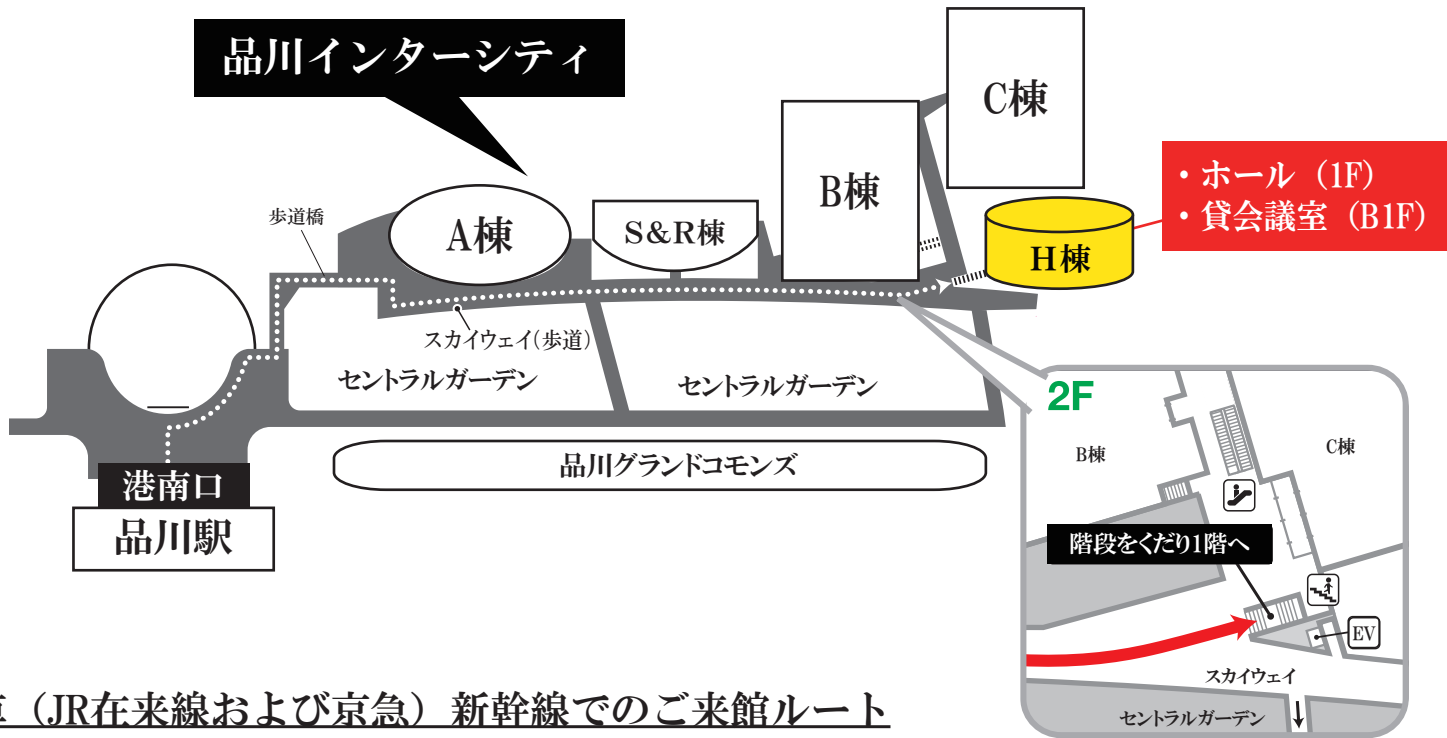 品川インターシティ
C棟
B棟
・ホール（1F）
・貸会議室（B1F）
歩道橋
A棟
S&R棟
H棟
スカイウェイ(歩道)
セントラルガーデン
セントラルガーデン
品川グランドコモンズ
港南口
品川駅
2F
B棟
C棟
階段をくだり1階へ
EV
スカイウェイ
セントラルガーデン
（JR在来線および京急）新幹線でのご来館ルート